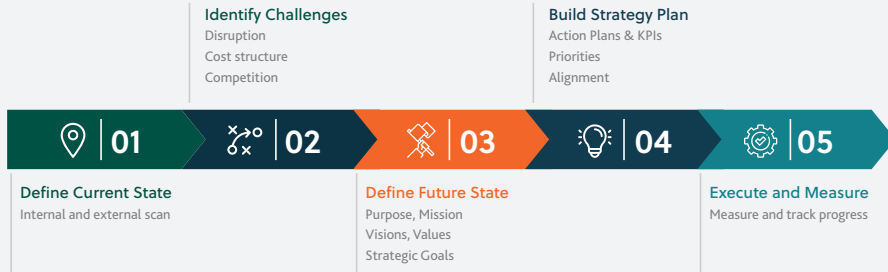 Identify Challenges
Disruption
Cost structure
Competition
Build Strategy Plan
Action Plans & KPIs
Priorities
Alignment
01
02
03
04
05
Define Current State
Internal and external scan
Define Future State
Purpose, Mission
Visions, Values
Strategic Goals
Execute and Measure
Measure and track progress